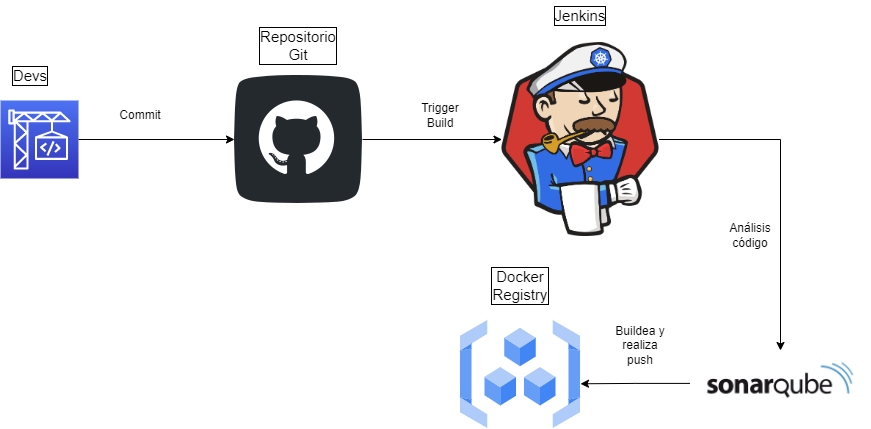 Jenkins
Repositorio
Git
Devs
Commit
Trigger
Build
Análisis
código
Docker
Registry
Buildea y
realiza
push
sonarqube